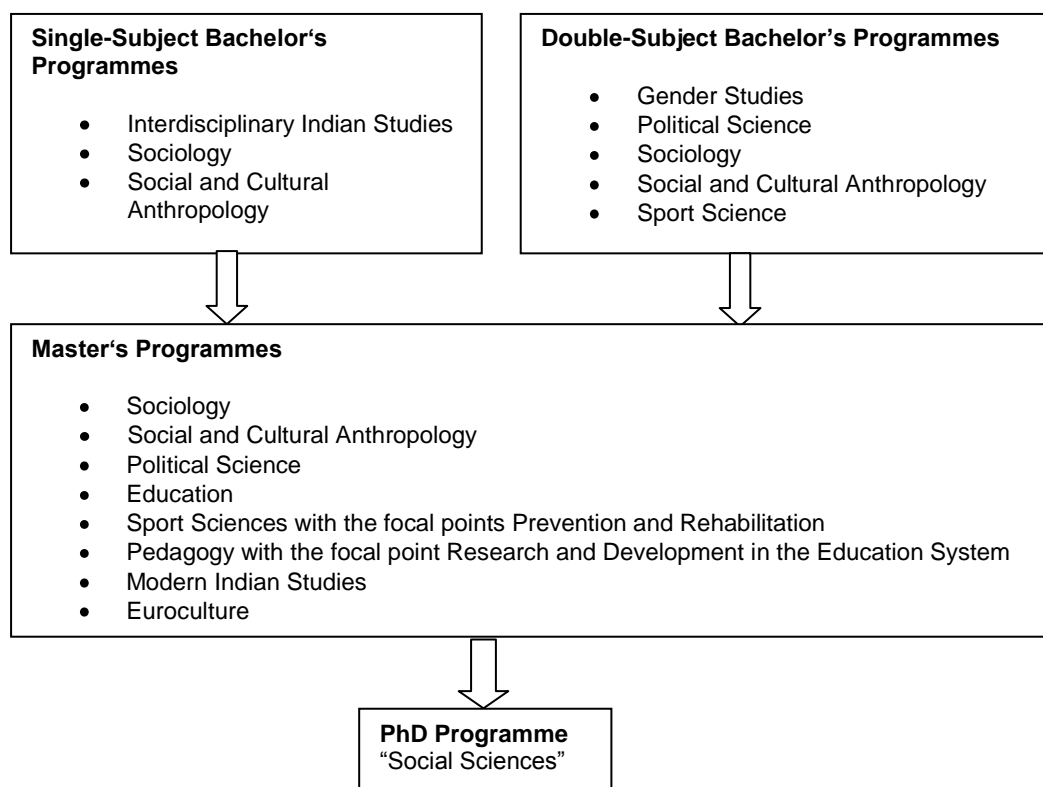 Single-Subject Bachelor‘s
Programmes
• Interdisciplinary Indian Studies
• Sociology
• Social and Cultural
Anthropology
Double-Subject Bachelor’s Programmes
• Gender Studies
• Political Science
• Sociology
• Social and Cultural Anthropology
• Sport Science
Master‘s Programmes
• Sociology
• Social and Cultural Anthropology
• Political Science
• Education
• Sport Sciences with the focal points Prevention and Rehabilitation
• Pedagogy with the focal point Research and Development in the Education System
• Modern Indian Studies
• Euroculture
PhD Programme
“Social Sciences”